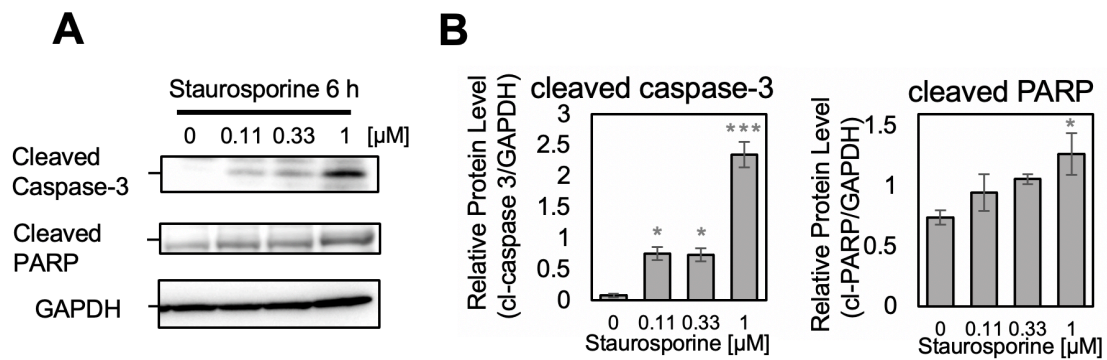 A
Staurosporine 6 h
0 0.11 0.33 1 [µM]
Cleaved
Caspase-3
Cleaved
PARP
GAPDH
B
cleaved caspase-3
Relative Protein Level
(cl-caspase 3/GAPDH)
3
2.5
2
1.5
1
0.5
0
* * ***
0 0.11 0.33 1
Staurosporine [µM]
cleaved PARP
Relative Protein Level
(cl-PARP/GAPDH)
1.5
1
0.5
0
*
0 0.11 0.33 1
Staurosporine [µM]